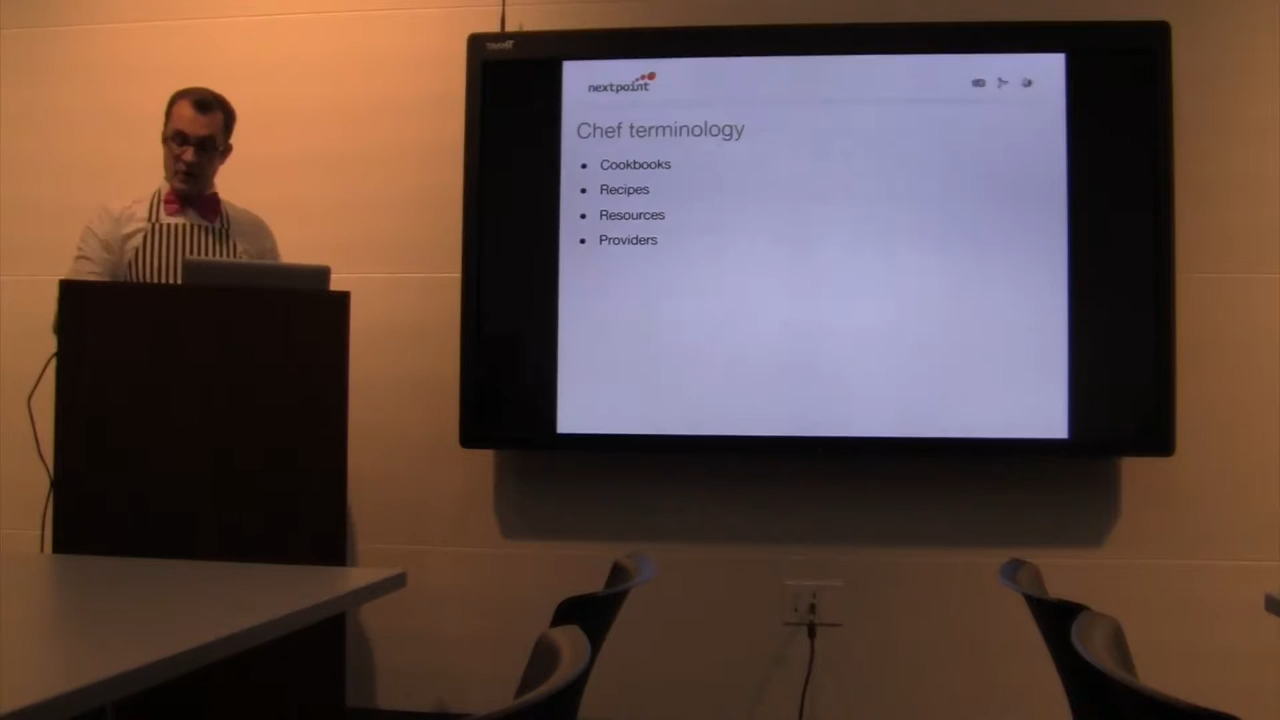 nextpoint
Chef terminology
• Cookbooks
• Recipes
• Resources
• Providers